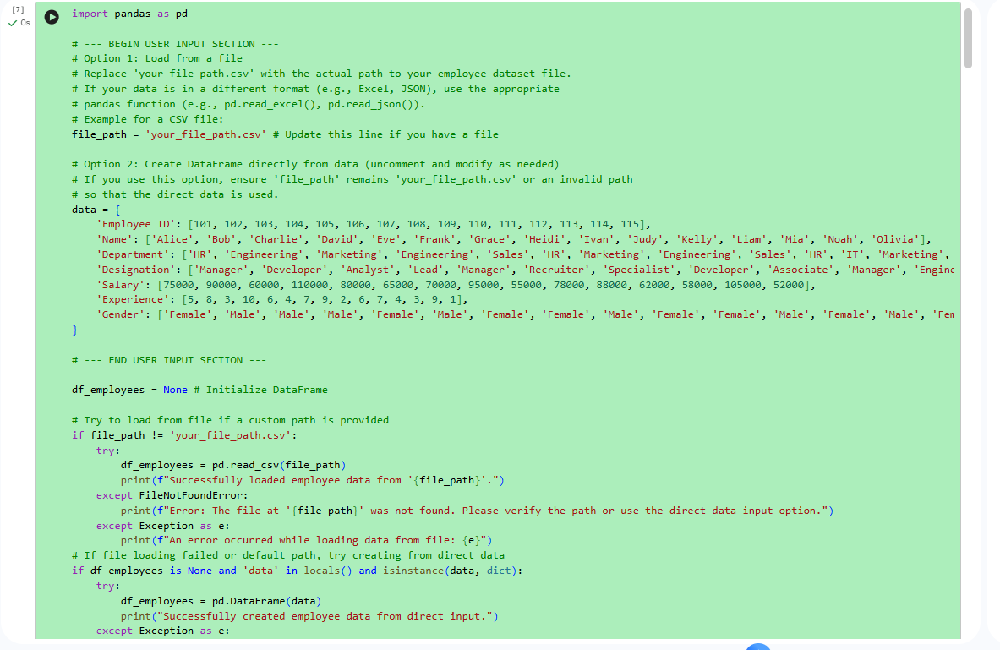 [7]
0s
import pandas as pd
# --- BEGIN USER INPUT SECTION ---
# Option 1: Load from a file
# Replace 'your_file_path.csv' with the actual path to your employee dataset file.
# If your data is in a different format (e.g., Excel, JSON), use the appropriate
# pandas function (e.g., pd.read_excel(), pd.read_json()).
# Example for a CSV file:
file_path = 'your_file_path.csv' # Update this line if you have a file
# Option 2: Create DataFrame directly from data (uncomment and modify as needed)
# If you use this option, ensure 'file_path' remains 'your_file_path.csv' or an invalid path
# so that the direct data is used.
data = {
    'Employee ID': [101, 102, 103, 104, 105, 106, 107, 108, 109, 110, 111, 112, 113, 114, 115],
    'Name': ['Alice', 'Bob', 'Charlie', 'David', 'Eve', 'Frank', 'Grace', 'Heidi', 'Ivan', 'Judy', 'Kelly', 'Liam', 'Mia', 'Noah', 'Olivia'],
    'Department': ['HR', 'Engineering', 'Marketing', 'Engineering', 'Sales', 'HR', 'Marketing', 'Engineering', 'Sales', 'HR', 'IT', 'Marketing',
    'Designation': ['Manager', 'Developer', 'Analyst', 'Lead', 'Manager', 'Recruiter', 'Specialist', 'Developer', 'Associate', 'Manager', 'Engine
    'Salary': [75000, 90000, 60000, 110000, 80000, 65000, 70000, 95000, 55000, 78000, 88000, 62000, 58000, 105000, 52000],
    'Experience': [5, 8, 3, 10, 6, 4, 7, 9, 2, 6, 7, 4, 3, 9, 1],
    'Gender': ['Female', 'Male', 'Male', 'Male', 'Female', 'Male', 'Female', 'Female', 'Male', 'Female', 'Female', 'Male', 'Female', 'Male', 'Fem
}
# --- END USER INPUT SECTION ---
df_employees = None # Initialize DataFrame
# Try to load from file if a custom path is provided
if file_path != 'your_file_path.csv':
    try:
        df_employees = pd.read_csv(file_path)
        print(f"Successfully loaded employee data from '{file_path}'.")
    except FileNotFoundError:
        print(f"Error: The file at '{file_path}' was not found. Please verify the path or use the direct data input option.")
    except Exception as e:
        print(f"An error occurred while loading data from file: {e}")
# If file loading failed or default path, try creating from direct data
if df_employees is None and 'data' in locals() and isinstance(data, dict):
    try:
        df_employees = pd.DataFrame(data)
        print("Successfully created employee data from direct input.")
    except Exception as e: